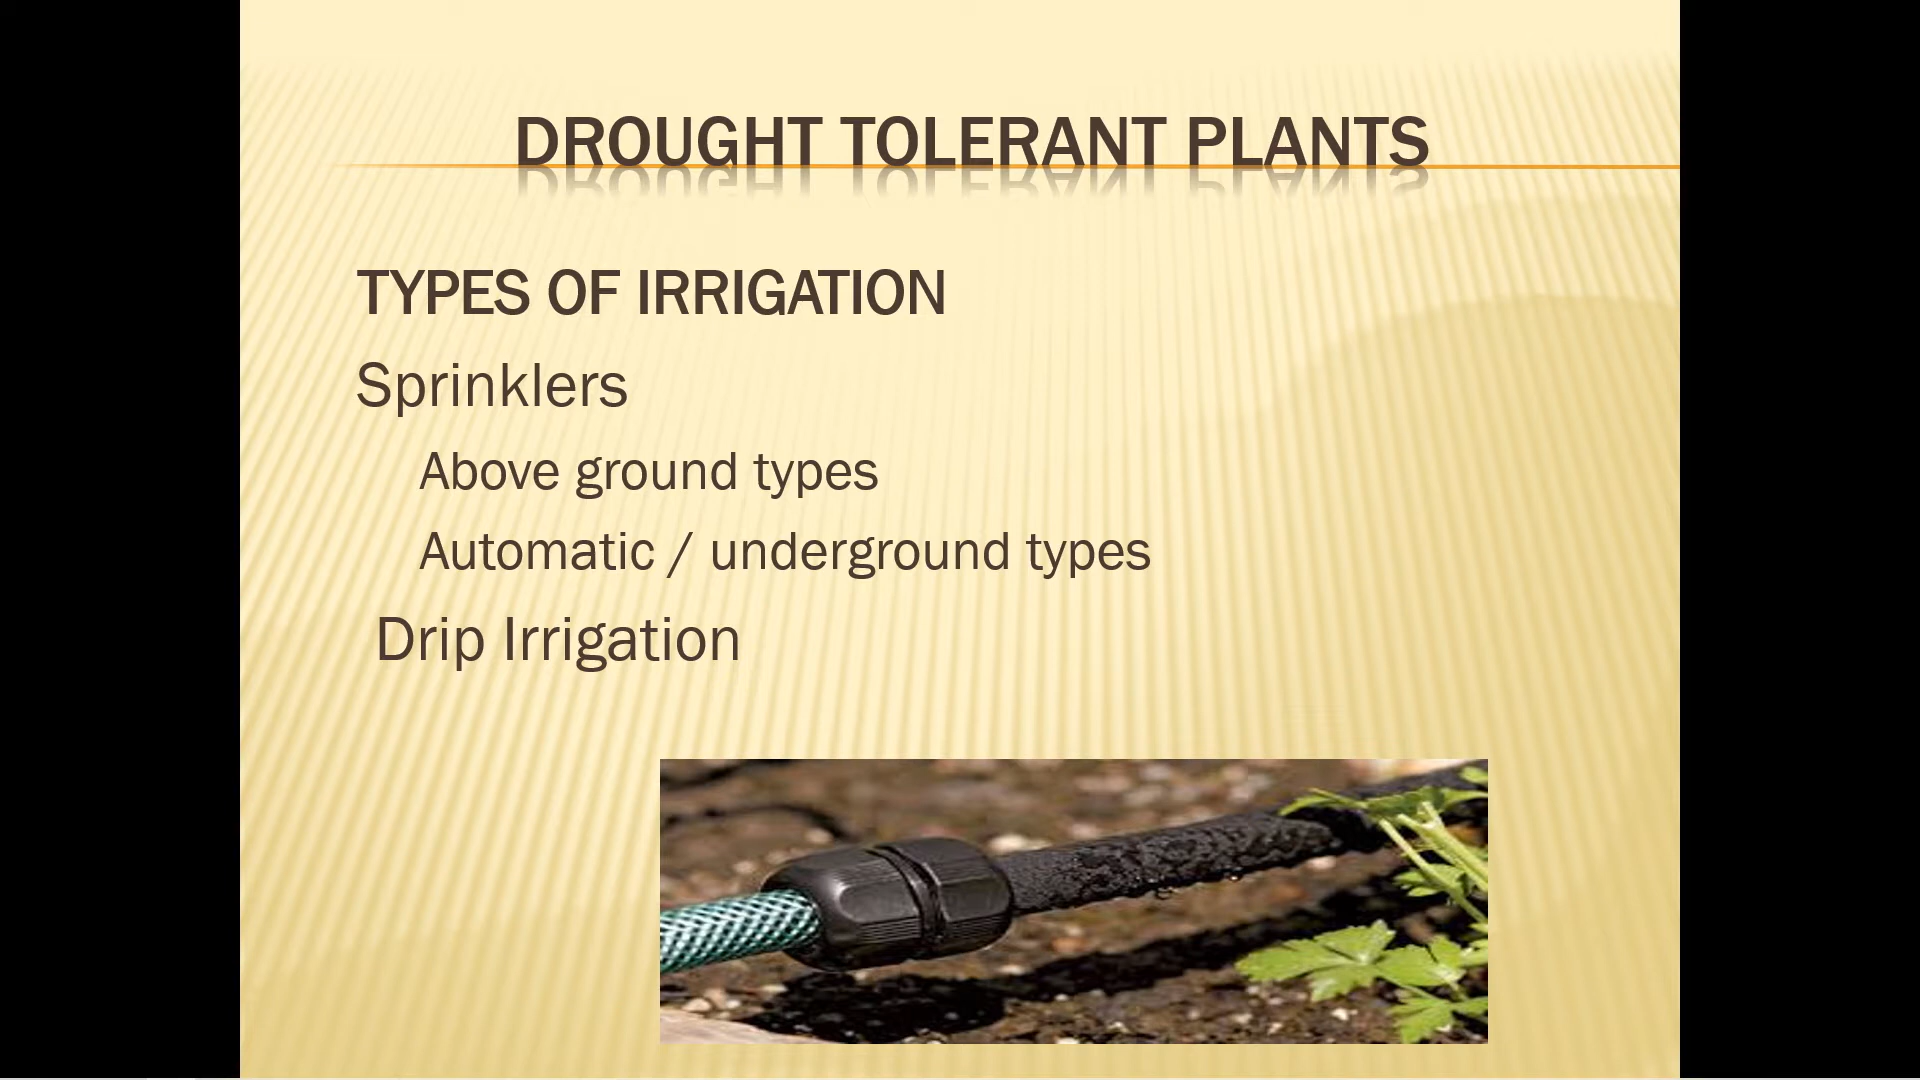 DROUGHT TOLERANT PLANTS
TYPES OF IRRIGATION
Sprinklers
Above ground types
Automatic / underground types
Drip Irrigation